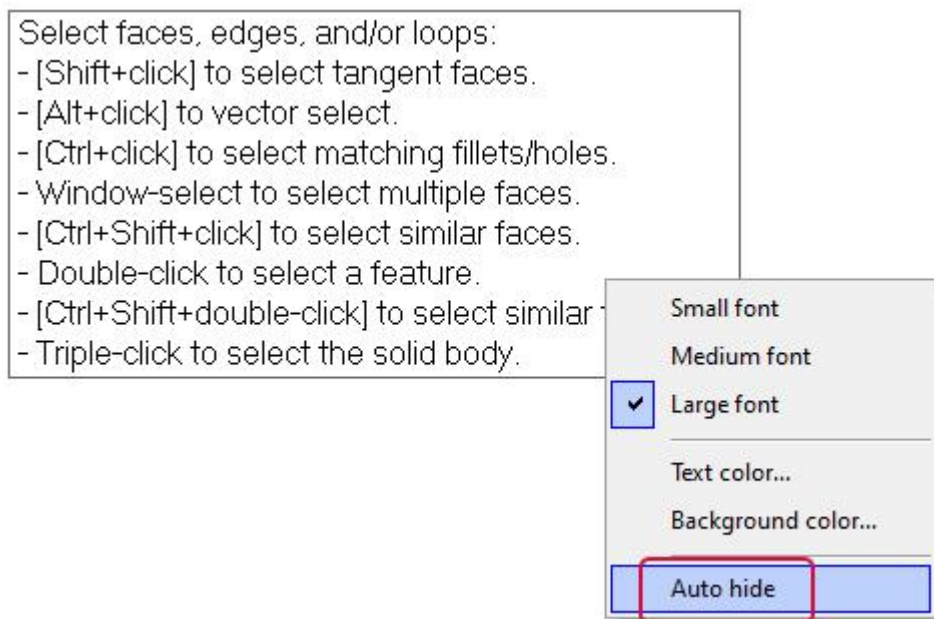 Select faces, edges, and/or loops:
- [Shift+click] to select tangent faces.
- [Alt+click] to vector select.
- [Ctrl+click] to select matching fillets/holes.
- Window-select to select multiple faces.
- [Ctrl+Shift+click] to select similar faces.
- Double-click to select a feature.
- [Ctrl+Shift+double-click] to select similar
- Triple-click to select the solid body.
Small font
Medium font
Large font
Text color...
Background color...
Auto hide